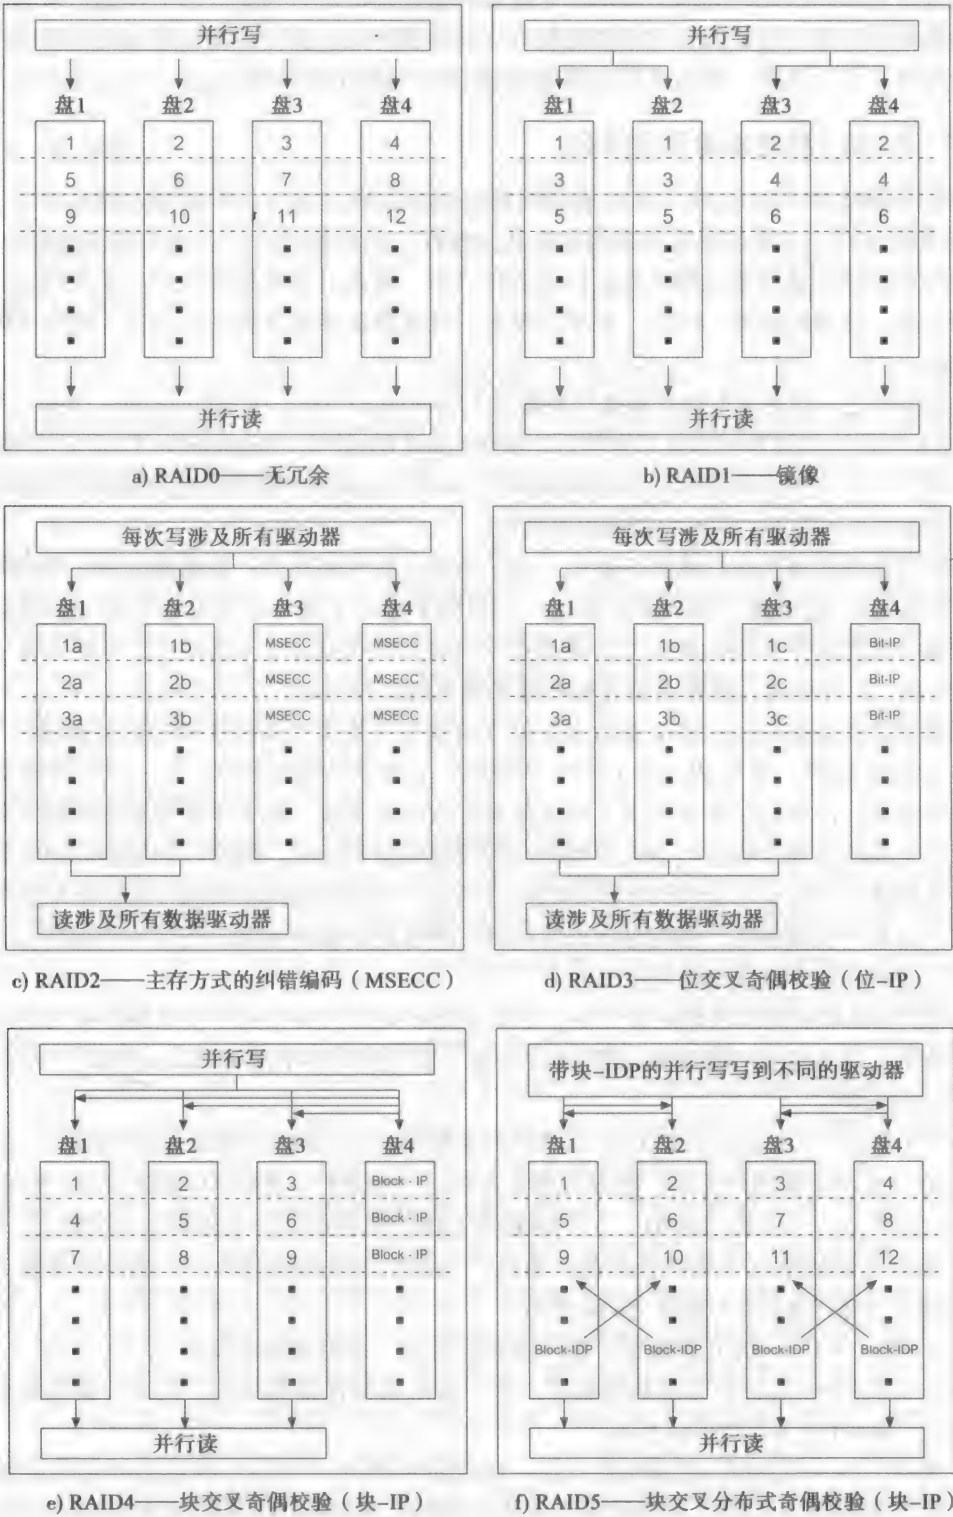 并行写
盘1 盘2 盘3 盘4
1 2 3 4
5 6 7 8
9 10 11 12
并行读
a) RAID0——无冗余
并行写
盘1 盘2 盘3 盘4
1 1 2 2
3 3 4 4
5 5 6 6
并行读
b) RAID1——镜像
每次写涉及所有驱动器
盘1 盘2 盘3 盘4
1a 1b MSECC MSECC
2a 2b MSECC MSECC
3a 3b MSECC MSECC
读涉及所有数据驱动器
c) RAID2——主存方式的纠错编码（MSECC）
每次写涉及所有驱动器
盘1 盘2 盘3 盘4
1a 1b 1c Bit-IP
2a 2b 2c Bit-IP
3a 3b 3c Bit-IP
读涉及所有数据驱动器
d) RAID3——位交叉奇偶校验（位-IP）
并行写
盘1 盘2 盘3 盘4
1 2 3 Block - IP
4 5 6 Block - IP
7 8 9 Block - IP
并行读
e) RAID4——块交叉奇偶校验（块-IP）
带块-IDP的并行写写到不同的驱动器
盘1 盘2 盘3 盘4
1 2 3 4
5 6 7 8
9 10 11 12
Block-IDP Block-IDP Block-IDP Block-IDP
并行读
f) RAID5——块交叉分布式奇偶校验（块-IP）